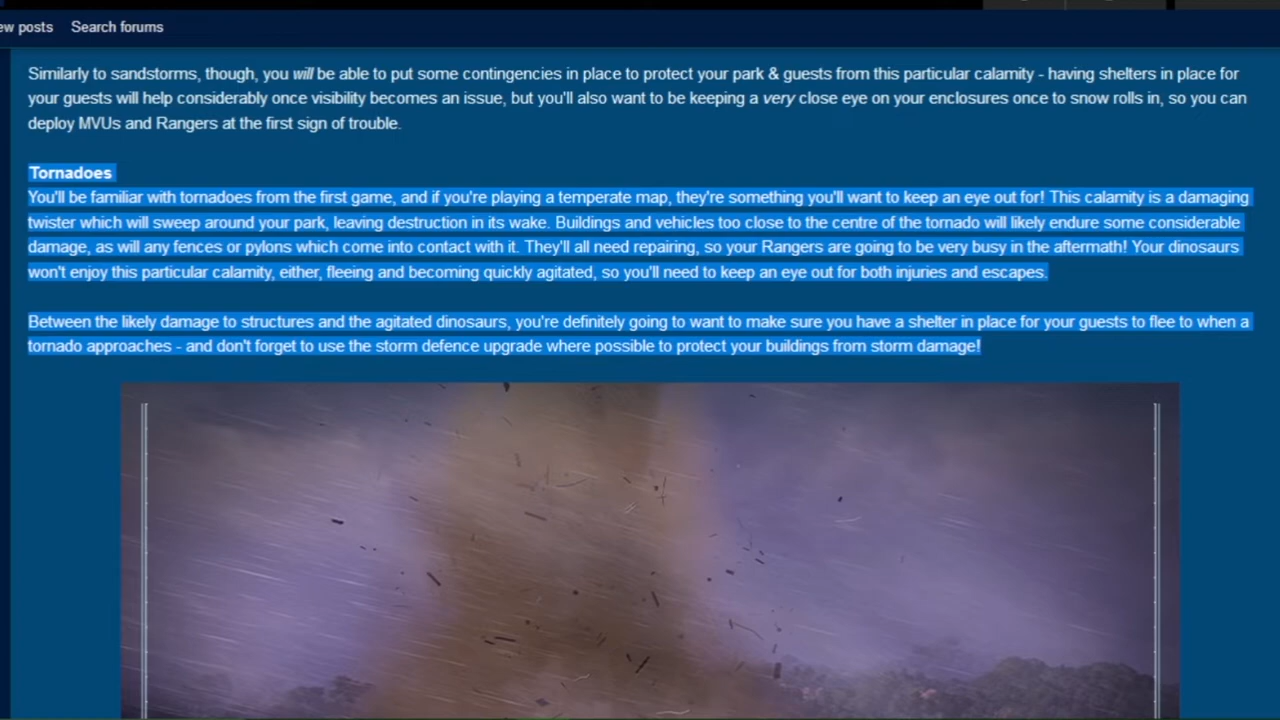 ew posts Search forums
Similarly to sandstorms, though, you will be able to put some contingencies in place to protect your park & guests from this particular calamity - having shelters in place for
your guests will help considerably once visibility becomes an issue, but you'll also want to be keeping a very close eye on your enclosures once to snow rolls in, so you can
deploy MVUs and Rangers at the first sign of trouble.
Tornadoes
You'll be familiar with tornadoes from the first game, and if you're playing a temperate map, they're something you'll want to keep an eye out for! This calamity is a damaging
twister which will sweep around your park, leaving destruction in its wake. Buildings and vehicles too close to the centre of the tornado will likely endure some considerable
damage, as will any fences or pylons which come into contact with it. They'll all need repairing, so your Rangers are going to be very busy in the aftermath! Your dinosaurs
won't enjoy this particular calamity, either, fleeing and becoming quickly agitated, so you'll need to keep an eye out for both injuries and escapes.
Between the likely damage to structures and the agitated dinosaurs, you're definitely going to want to make sure you have a shelter in place for your guests to flee to when a
tornado approaches - and don't forget to use the storm defence upgrade where possible to protect your buildings from storm damage!